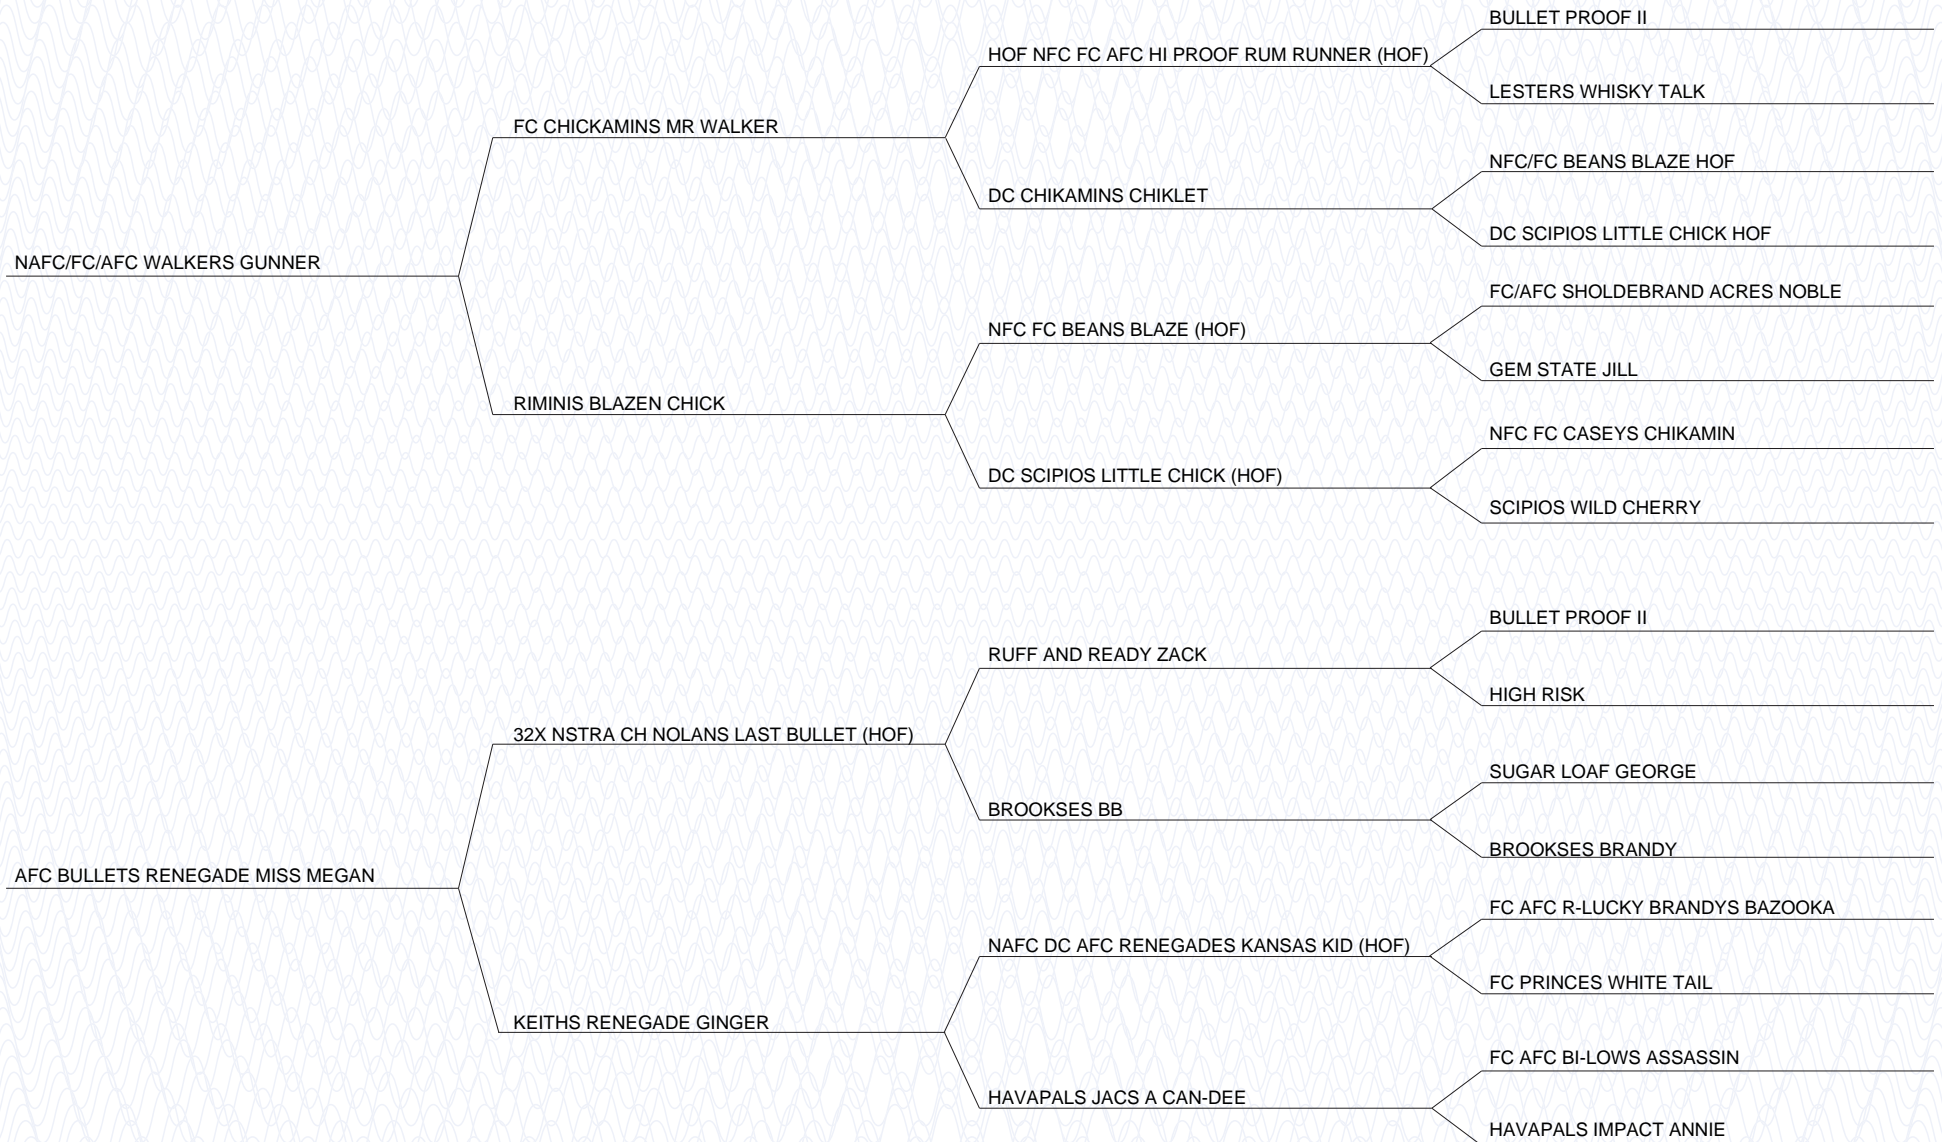 BULLET PROOF II
HOF NFC FC AFC HI PROOF RUM RUNNER (HOF)
LESTERS WHISKY TALK
FC CHICKAMINS MR WALKER
NFC/FC BEANS BLAZE HOF
DC CHIKAMINS CHIKLET
DC SCIPIOS LITTLE CHICK HOF
NAFC/FC/AFC WALKERS GUNNER
FC/AFC SHOLDEBRAND ACRES NOBLE
NFC FC BEANS BLAZE (HOF)
GEM STATE JILL
RIMINIS BLAZEN CHICK
NFC FC CASEYS CHIKAMIN
DC SCIPIOS LITTLE CHICK (HOF)
SCIPIOS WILD CHERRY
BULLET PROOF II
RUFF AND READY ZACK
HIGH RISK
32X NSTRA CH NOLANS LAST BULLET (HOF)
SUGAR LOAF GEORGE
BROOKSES BB
BROOKSES BRANDY
AFC BULLETS RENEGADE MISS MEGAN
FC AFC R-LUCKY BRANDYS BAZOOKA
NAFC DC AFC RENEGADES KANSAS KID (HOF)
FC PRINCES WHITE TAIL
KEITHS RENEGADE GINGER
FC AFC BI-LOWS ASSASSIN
HAVAPALS JACS A CAN-DEE
HAVAPALS IMPACT ANNIE